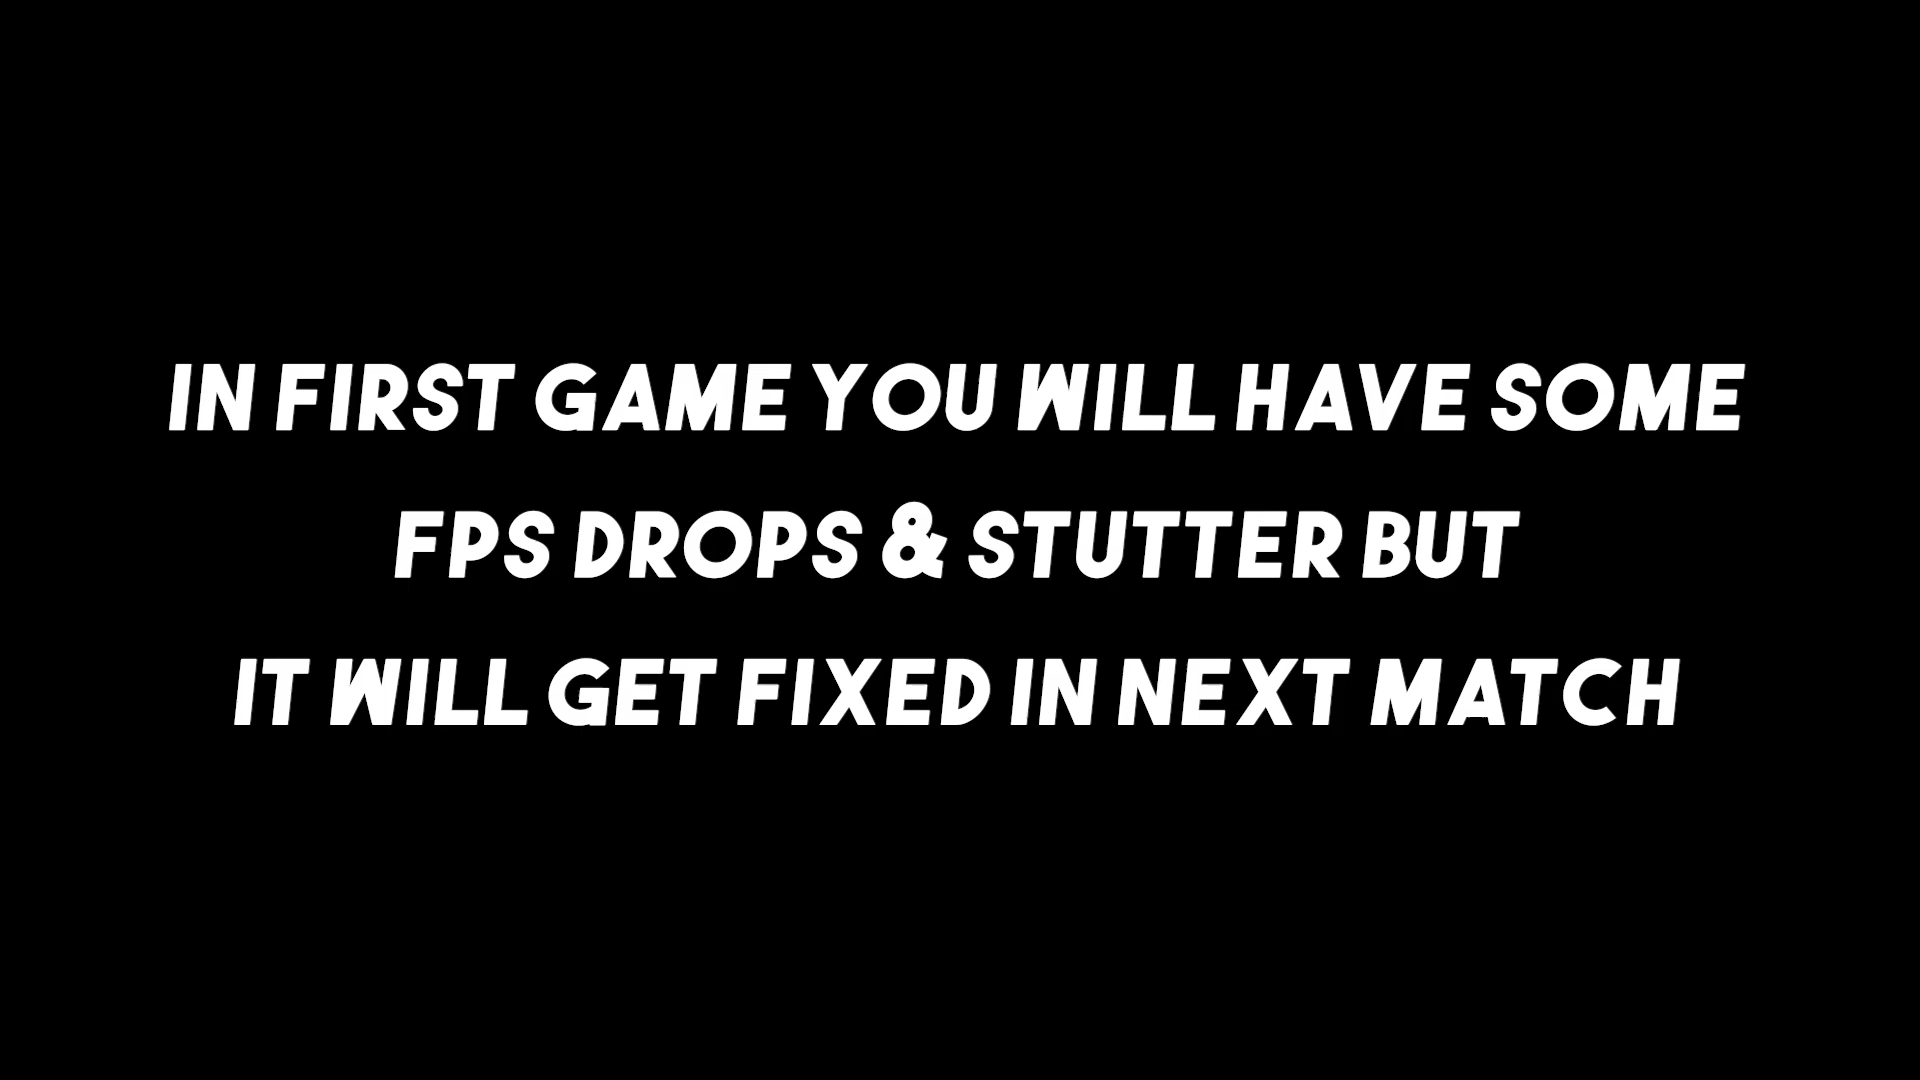 IN FIRST GAME YOU WILL HAVE SOME
FPS DROPS & STUTTER BUT
IT WILL GET FIXED IN NEXT MATCH